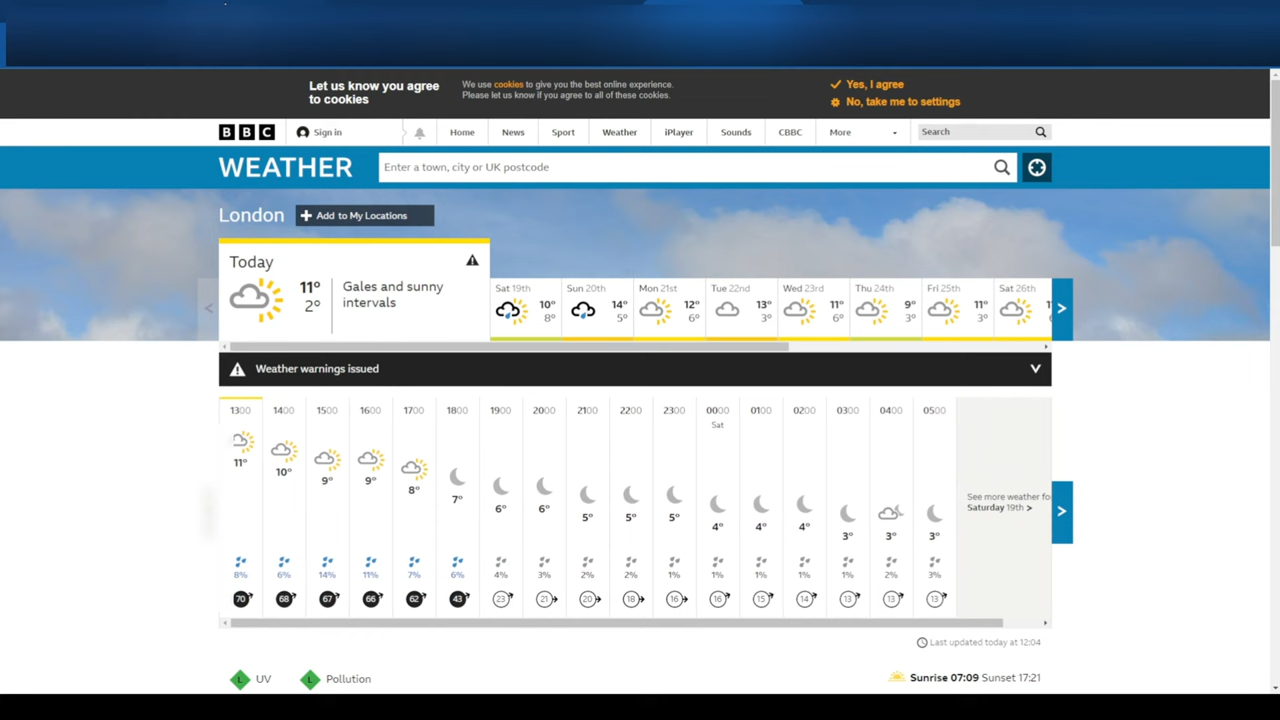 Let us know you agree
to cookies
We use cookies to give you the best online experience.
Please let us know if you agree to all of these cookies.
Yes, I agree
No, take me to settings
BBC Sign in Home News Sport Weather iPlayer Sounds CBBC More Search
WEATHER Enter a town, city or UK postcode
London Add to My Locations
Today
11° Gales and sunny
2° intervals
Sat 19th Sun 20th Mon 21st Tue 22nd Wed 23rd Thu 24th Fri 25th Sat 26th
10° 14° 12° 13° 11° 9° 11°
8° 5° 6° 3° 6° 3° 3°
Weather warnings issued
1300 1400 1500 1600 1700 1800 1900 2000 2100 2200 2300 0000 0100 0200 0300 0400 0500
Sat
11° 10° 9° 9° 8° 7° 6° 6° 5° 5° 5° 4° 4° 4° 3° 3° 3°
See more weather fo
Saturday 19th >
8% 6% 14% 11% 7% 6% 4% 3% 2% 2% 1% 1% 1% 1% 1% 2% 3%
70 68 67 66 62 43 23 21 20 18 16 16 15 14 13 13 13
Last updated today at 12:04
L UV L Pollution Sunrise 07:09 Sunset 17:21